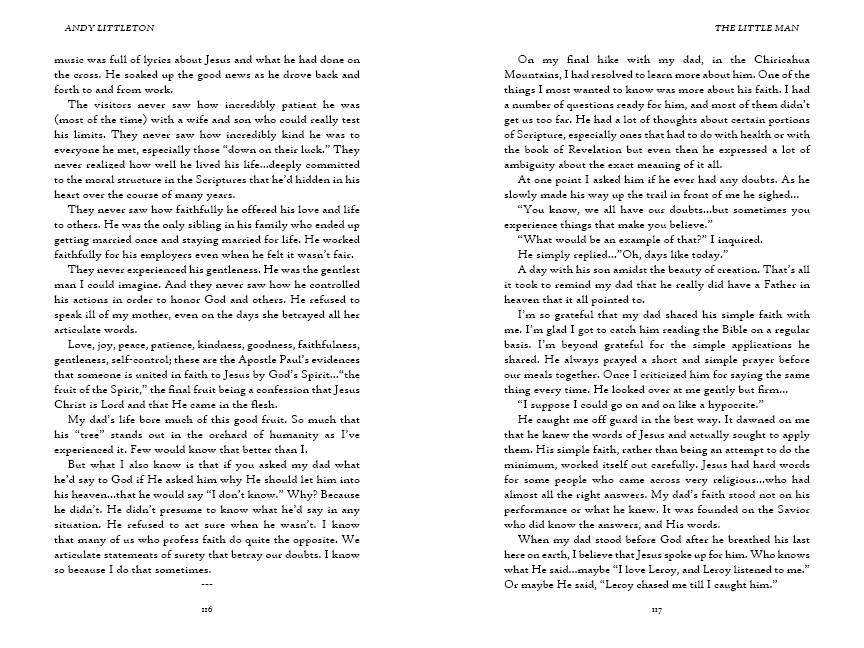 ANDY LITTLETON
music was full of lyrics about Jesus and what he had done on
the cross. He soaked up the good news as he drove back and
forth to and from work.
The visitors never saw how incredibly patient he was
(most of the time) with a wife and son who could really test
his limits. They never saw how incredibly kind he was to
everyone he met, especially those “down on their luck.” They
never realized how well he lived his life...deeply committed
to the moral structure in the Scriptures that he’d hidden in his
heart over the course of many years.
They never saw how faithfully he offered his love and life
to others. He was the only sibling in his family who ended up
getting married once and staying married for life. He worked
faithfully for his employers even when he felt it wasn’t fair.
They never experienced his gentleness. He was the gentlest
man I could imagine. And they never saw how he controlled
his actions in order to honor God and others. He refused to
speak ill of my mother, even on the days she betrayed all her
articulate words.
Love, joy, peace, patience, kindness, goodness, faithfulness,
gentleness, self-control; these are the Apostle Paul’s evidences
that someone is united in faith to Jesus by God’s Spirit...“the
fruit of the Spirit,” the final fruit being a confession that Jesus
Christ is Lord and that He came in the flesh.
My dad’s life bore much of this good fruit. So much that
his “tree” stands out in the orchard of humanity as I’ve
experienced it. Few would know that better than I.
But what I also know is that if you asked my dad what
he’d say to God if He asked him why He should let him into
his heaven...that he would say “I don’t know.” Why? Because
he didn’t. He didn’t presume to know what he’d say in any
situation. He refused to act sure when he wasn’t. I know
that many of us who profess faith do quite the opposite. We
articulate statements of surety that betray our doubts. I know
so because I do that sometimes.
---
116
THE LITTLE MAN
On my final hike with my dad, in the Chiricahua
Mountains, I had resolved to learn more about him. One of the
things I most wanted to know was more about his faith. I had
a number of questions ready for him, and most of them didn’t
get us too far. He had a lot of thoughts about certain portions
of Scripture, especially ones that had to do with health or with
the book of Revelation but even then he expressed a lot of
ambiguity about the exact meaning of it all.
At one point I asked him if he ever had any doubts. As he
slowly made his way up the trail in front of me he sighed...
“You know, we all have our doubts...but sometimes you
experience things that make you believe.”
“What would be an example of that?” I inquired.
He simply replied...”Oh, days like today.”
A day with his son amidst the beauty of creation. That’s all
it took to remind my dad that he really did have a Father in
heaven that it all pointed to.
I’m so grateful that my dad shared his simple faith with
me. I’m glad I got to catch him reading the Bible on a regular
basis. I’m beyond grateful for the simple applications he
shared. He always prayed a short and simple prayer before
our meals together. Once I criticized him for saying the same
thing every time. He looked over at me gently but firm...
“I suppose I could go on and on like a hypocrite.”
He caught me off guard in the best way. It dawned on me
that he knew the words of Jesus and actually sought to apply
them. His simple faith, rather than being an attempt to do the
minimum, worked itself out carefully. Jesus had hard words
for some people who came across very religious...who had
almost all the right answers. My dad’s faith stood not on his
performance or what he knew. It was founded on the Savior
who did know the answers, and His words.
When my dad stood before God after he breathed his last
here on earth, I believe that Jesus spoke up for him. Who knows
what He said...maybe “I love Leroy, and Leroy listened to me.”
Or maybe He said, “Leroy chased me till I caught him.”
117